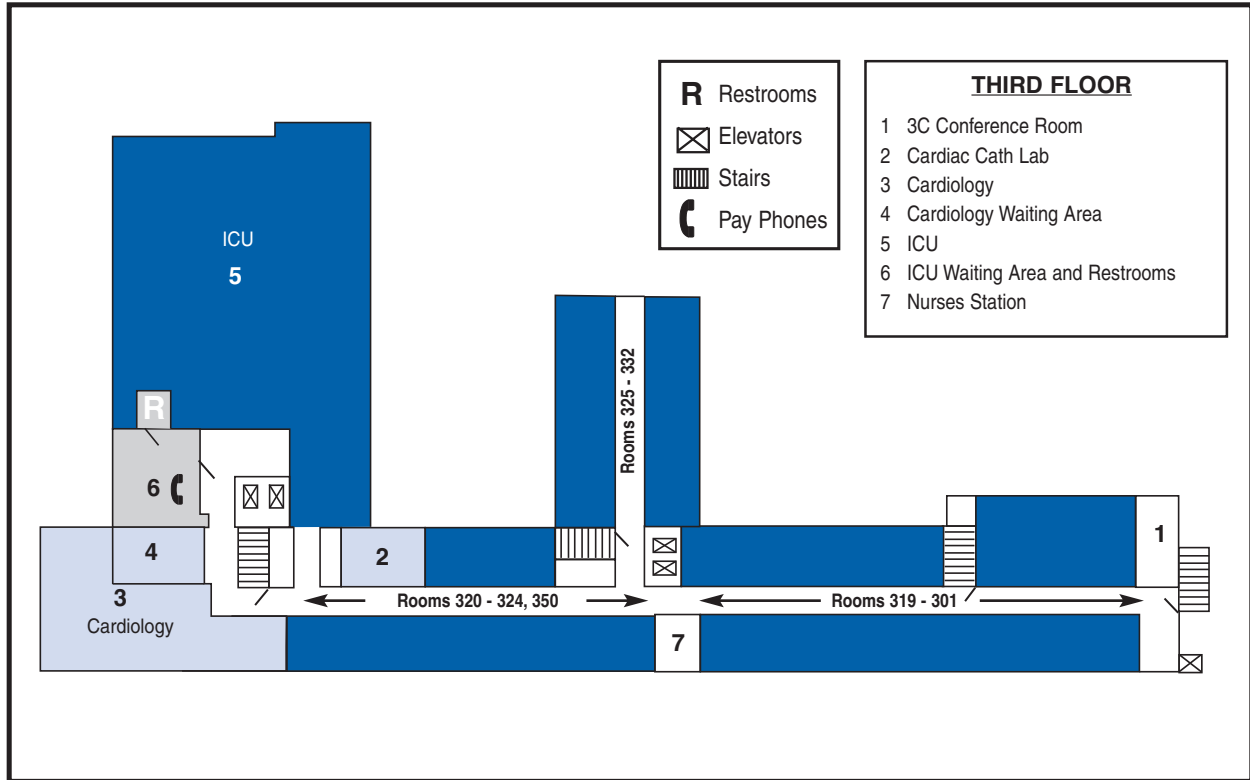 R Restrooms
Elevators
Stairs
Pay Phones
THIRD FLOOR
1 3C Conference Room
2 Cardiac Cath Lab
3 Cardiology
4 Cardiology Waiting Area
5 ICU
6 ICU Waiting Area and Restrooms
7 Nurses Station
ICU
5
R
6
4
3
Cardiology
2
Rooms 325 - 332
1
Rooms 320 - 324, 350
Rooms 319 - 301
7